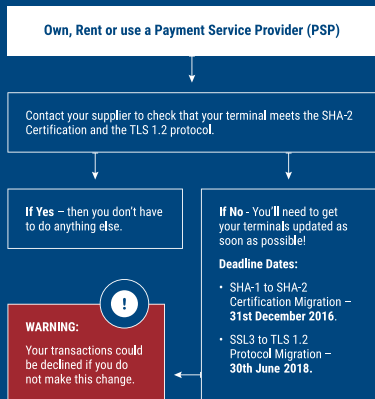 Own, Rent or use a Payment Service Provider (PSP)
Contact your supplier to check that your terminal meets the SHA-2
Certification and the TLS 1.2 protocol.
If Yes – then you don't have
to do anything else.
If No - You'll need to get
your terminals updated as
soon as possible!
Deadline Dates:
• SHA-1 to SHA-2
Certification Migration –
31st December 2016.
• SSL3 to TLS 1.2
Protocol Migration –
30th June 2018.
!
WARNING:
Your transactions could
be declined if you do
not make this change.